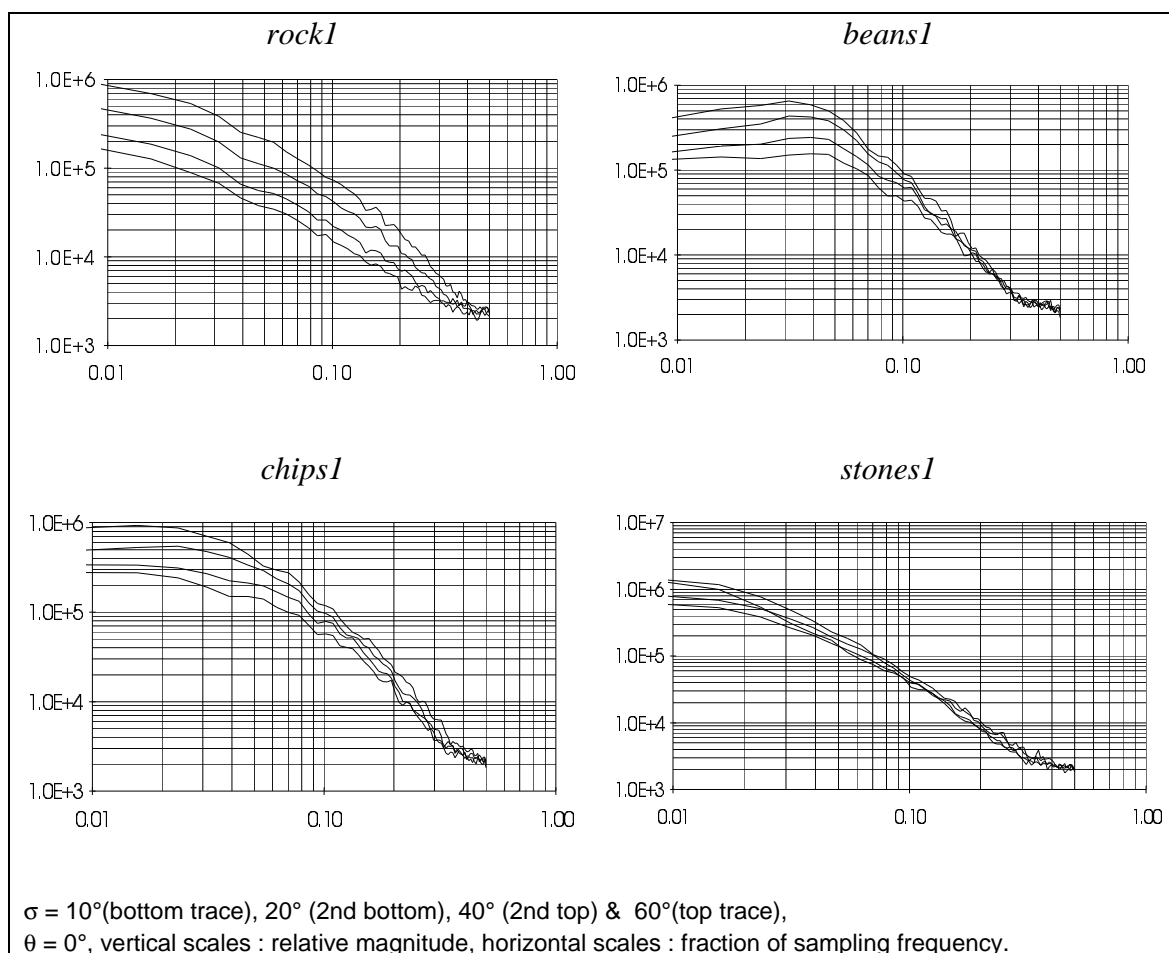 rock1
beans1
1.0E+6
1.0E+5
1.0E+4
1.0E+3
0.01
0.10
1.00
1.0E+6
1.0E+5
1.0E+4
1.0E+3
0.01
0.10
1.00
chips1
stones1
1.0E+6
1.0E+5
1.0E+4
1.0E+3
0.01
0.10
1.00
1.0E+7
1.0E+6
1.0E+5
1.0E+4
1.0E+3
0.01
0.10
1.00
σ = 10°(bottom trace), 20° (2nd bottom), 40° (2nd top) & 60°(top trace),
θ = 0°, vertical scales : relative magnitude, horizontal scales : fraction of sampling frequency.